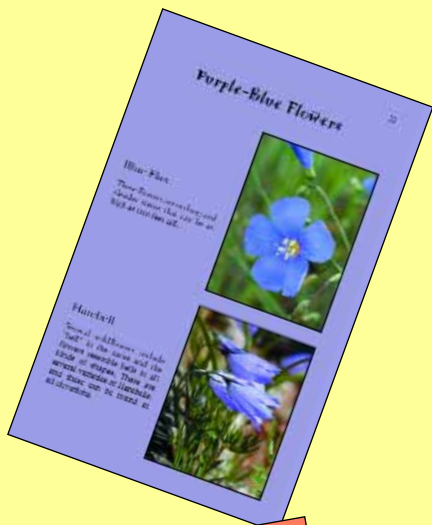 Purple-Blue Flowers
Blue Flax
These flowers are on long and
slender stems that can be as
high as two feet tall.
Harebell
Several wildflowers include
"bell" in the name and the
flowers resemble bells in all
kinds of shapes. There are
several varieties of Harebells,
and they can be found at
all elevations.